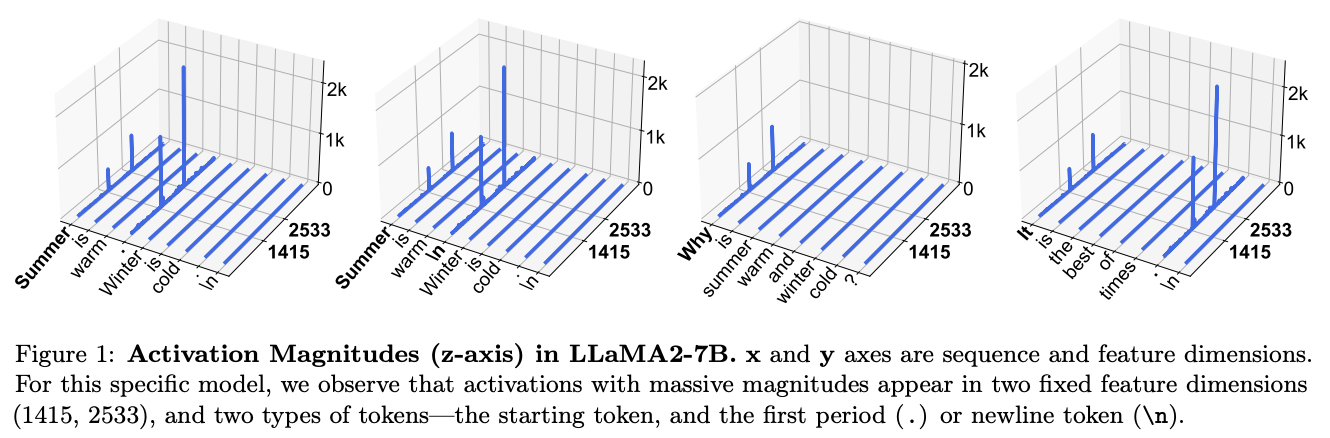 2k
1k
0
2533
1415
Summer
is
warm
.
Winter
is
cold
.
\n
2k
1k
0
2533
1415
Summer
is
warm
\n
Winter
is
cold
.
\n
2k
1k
0
2533
1415
Why
is
summer
warm
and
winter
cold
?
2k
1k
0
2533
1415
It
is
the
best
of
times
.
\n
Figure 1: Activation Magnitudes (z-axis) in LLaMA2-7B. x and y axes are sequence and feature dimensions.
For this specific model, we observe that activations with massive magnitudes appear in two fixed feature dimensions
(1415, 2533), and two types of tokens—the starting token, and the first period (.) or newline token (\n).